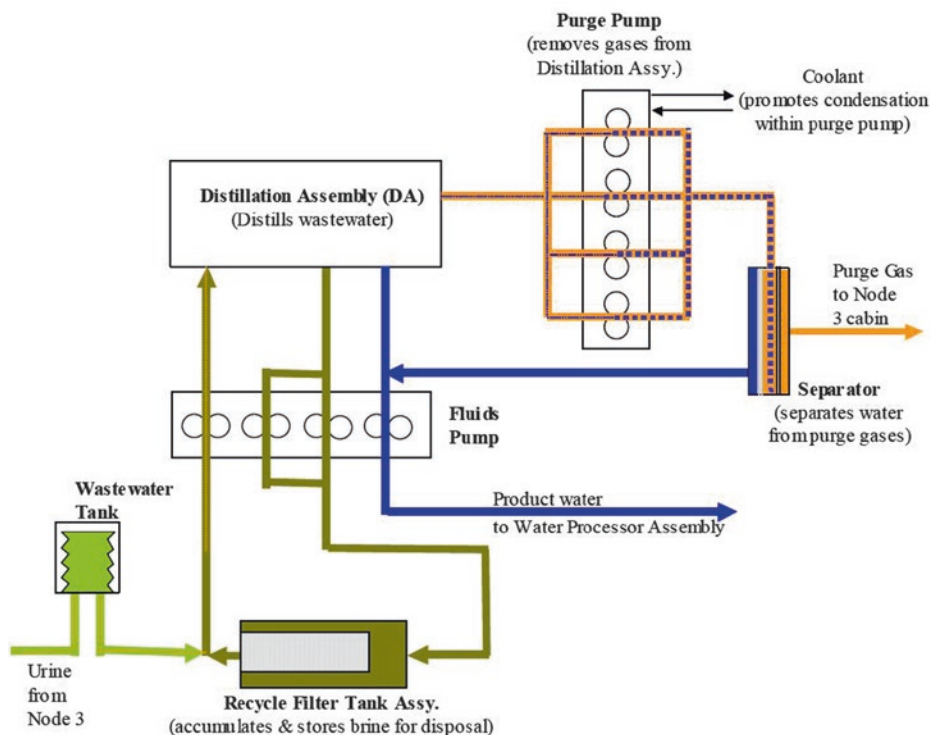 Purge Pump
(removes gases from
Distillation Assy.)
Coolant
(promotes condensation
within purge pump)
Distillation Assembly (DA)
(Distills wastewater)
Purge Gas
to Node
3 cabin
Separator
(separates water
from purge gases)
Fluids
Pump
Wastewater
Tank
Product water
to Water Processor Assembly
Urine
from
Node 3
Recycle Filter Tank Assy.
(accumulates & stores brine for disposal)